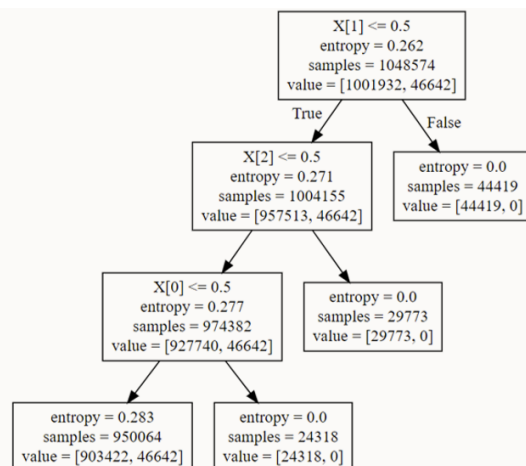 X[1] <= 0.5
entropy = 0.262
samples = 1048574
value = [1001932, 46642]
True
False
X[2] <= 0.5
entropy = 0.271
samples = 1004155
value = [957513, 46642]
entropy = 0.0
samples = 44419
value = [44419, 0]
X[0] <= 0.5
entropy = 0.277
samples = 974382
value = [927740, 46642]
entropy = 0.0
samples = 29773
value = [29773, 0]
entropy = 0.283
samples = 950064
value = [903422, 46642]
entropy = 0.0
samples = 24318
value = [24318, 0]